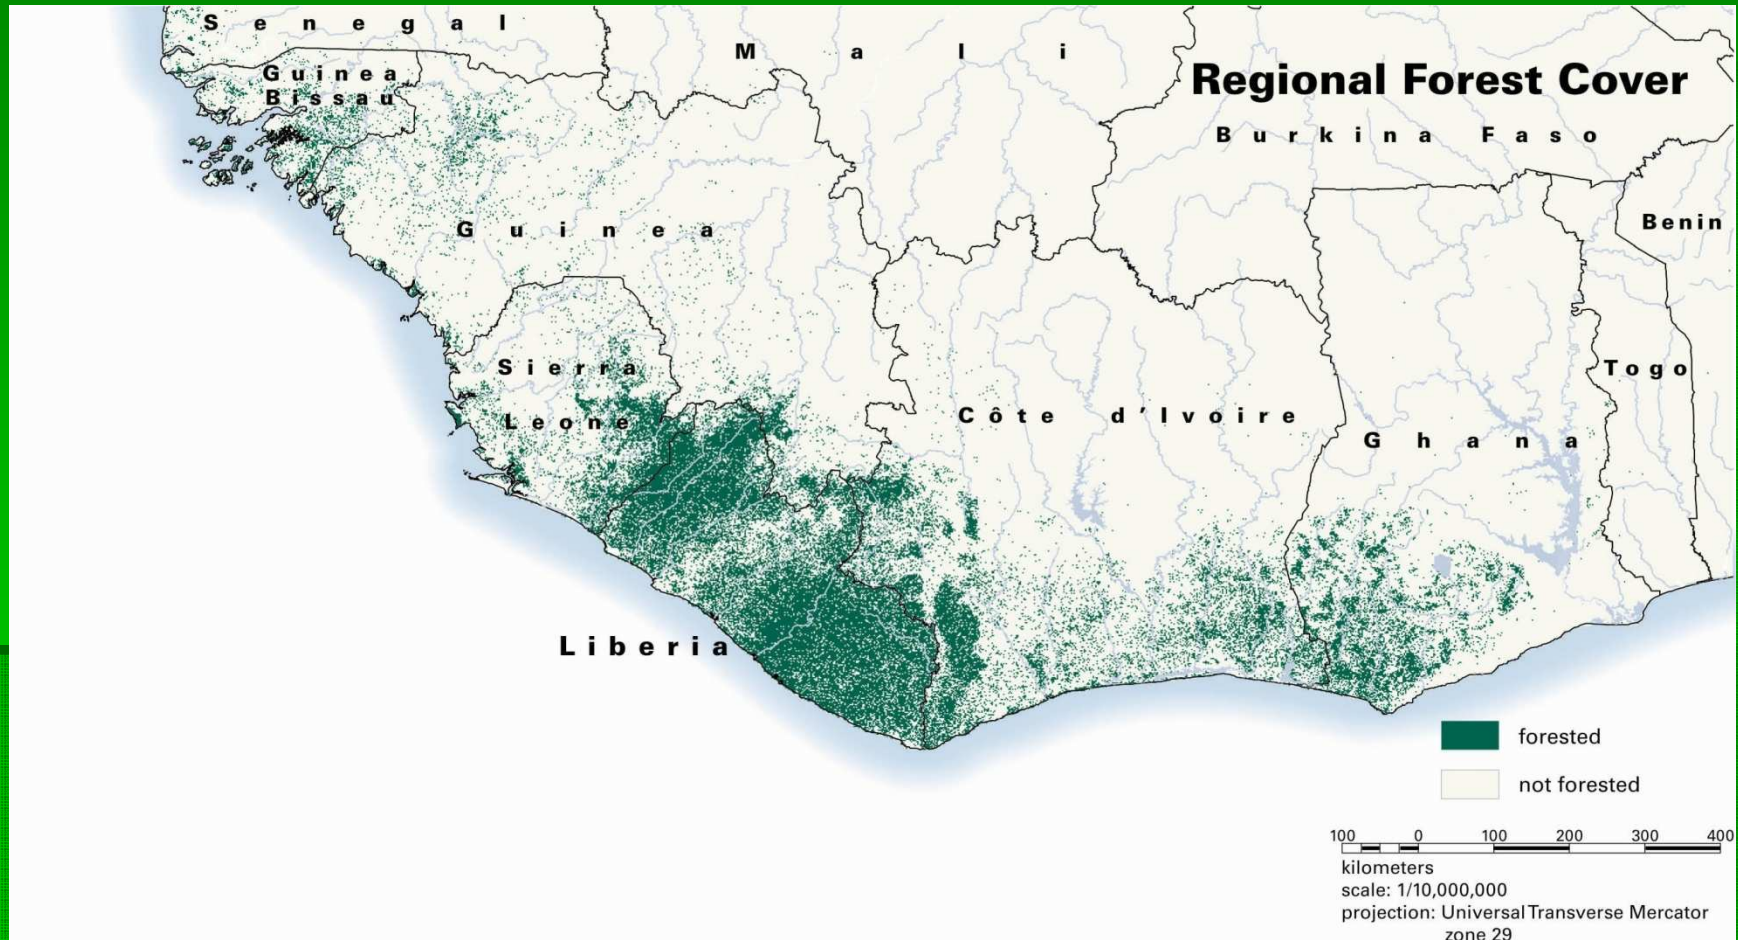 Senegal
Mali
Regional Forest Cover
Guinea
Bissau
Burkina Faso
Benin
Guinea
Sierra
Leone
Togo
Côte d'Ivoire
Ghana
Liberia
forested
not forested
100 0 100 200 300 400
kilometers
scale: 1/10,000,000
projection: Universal Transverse Mercator
zone 29